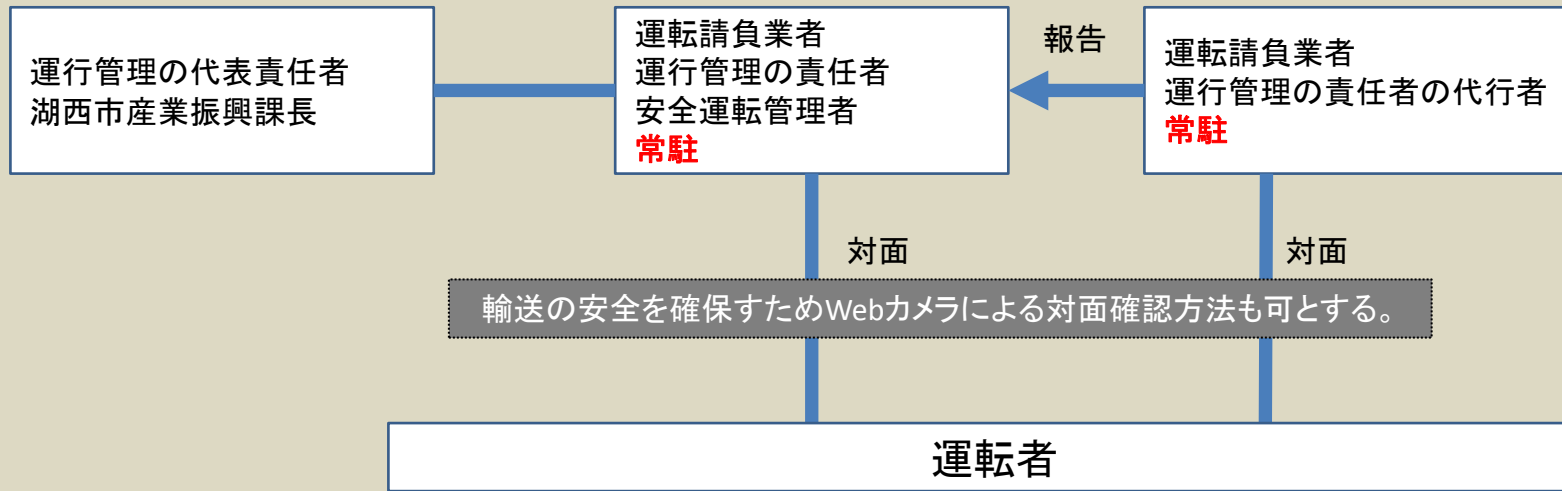 運行管理の代表責任者
湖西市産業振興課長
運転請負業者
運行管理の責任者
安全運転管理者
常駐
報告
運転請負業者
運行管理の責任者の代行者
常駐
対面
対面
輸送の安全を確保すためWebカメラによる対面確認方法も可とする。
運転者